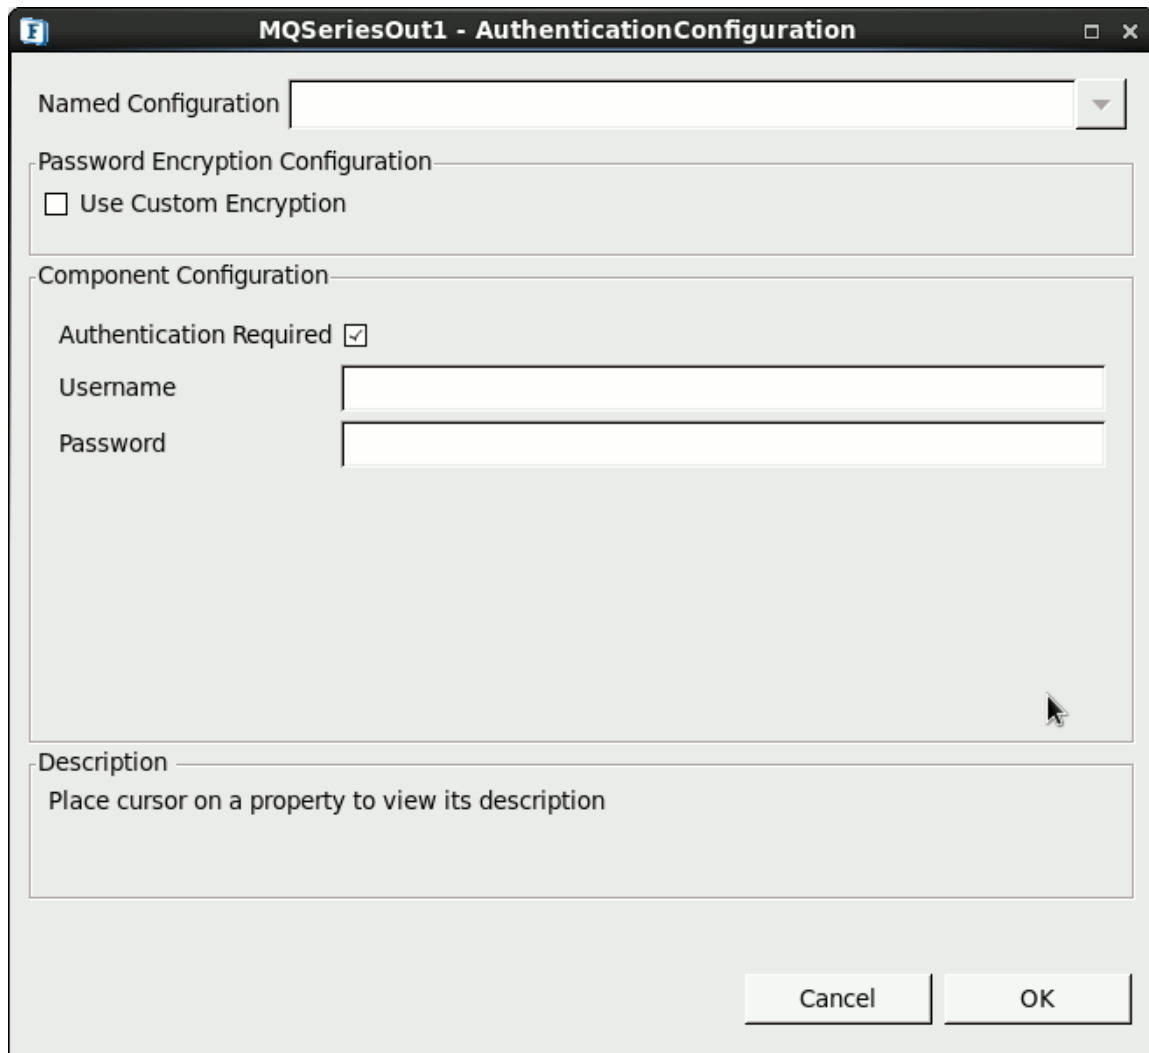 MQSeriesOut1 - AuthenticationConfiguration
Named Configuration
Password Encryption Configuration
Use Custom Encryption
Component Configuration
Authentication Required
Username
Password
Description
Place cursor on a property to view its description
Cancel OK